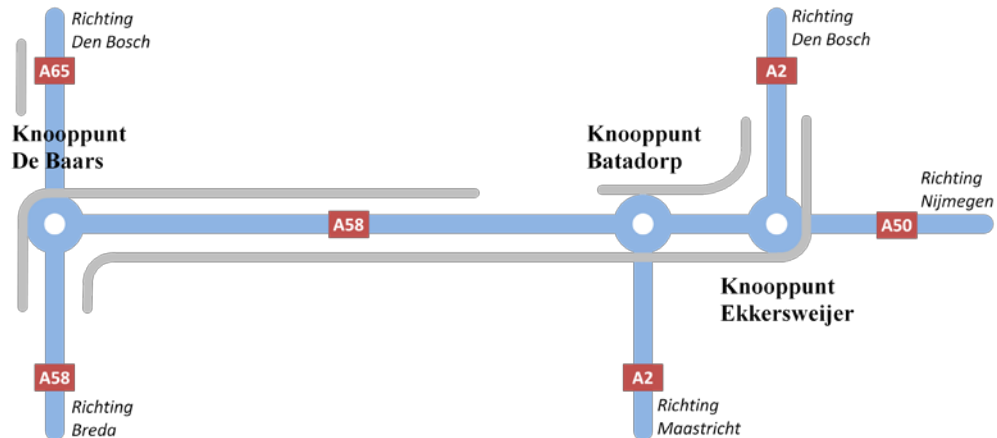 Richting
Den Bosch
A65
Knooppunt
De Baars
Knooppunt
Batadorp
Richting
Den Bosch
A2
Richting
Nijmegen
A58
A50
Knooppunt
Ekkersweijer
A58
Richting
Breda
A2
Richting
Maastricht